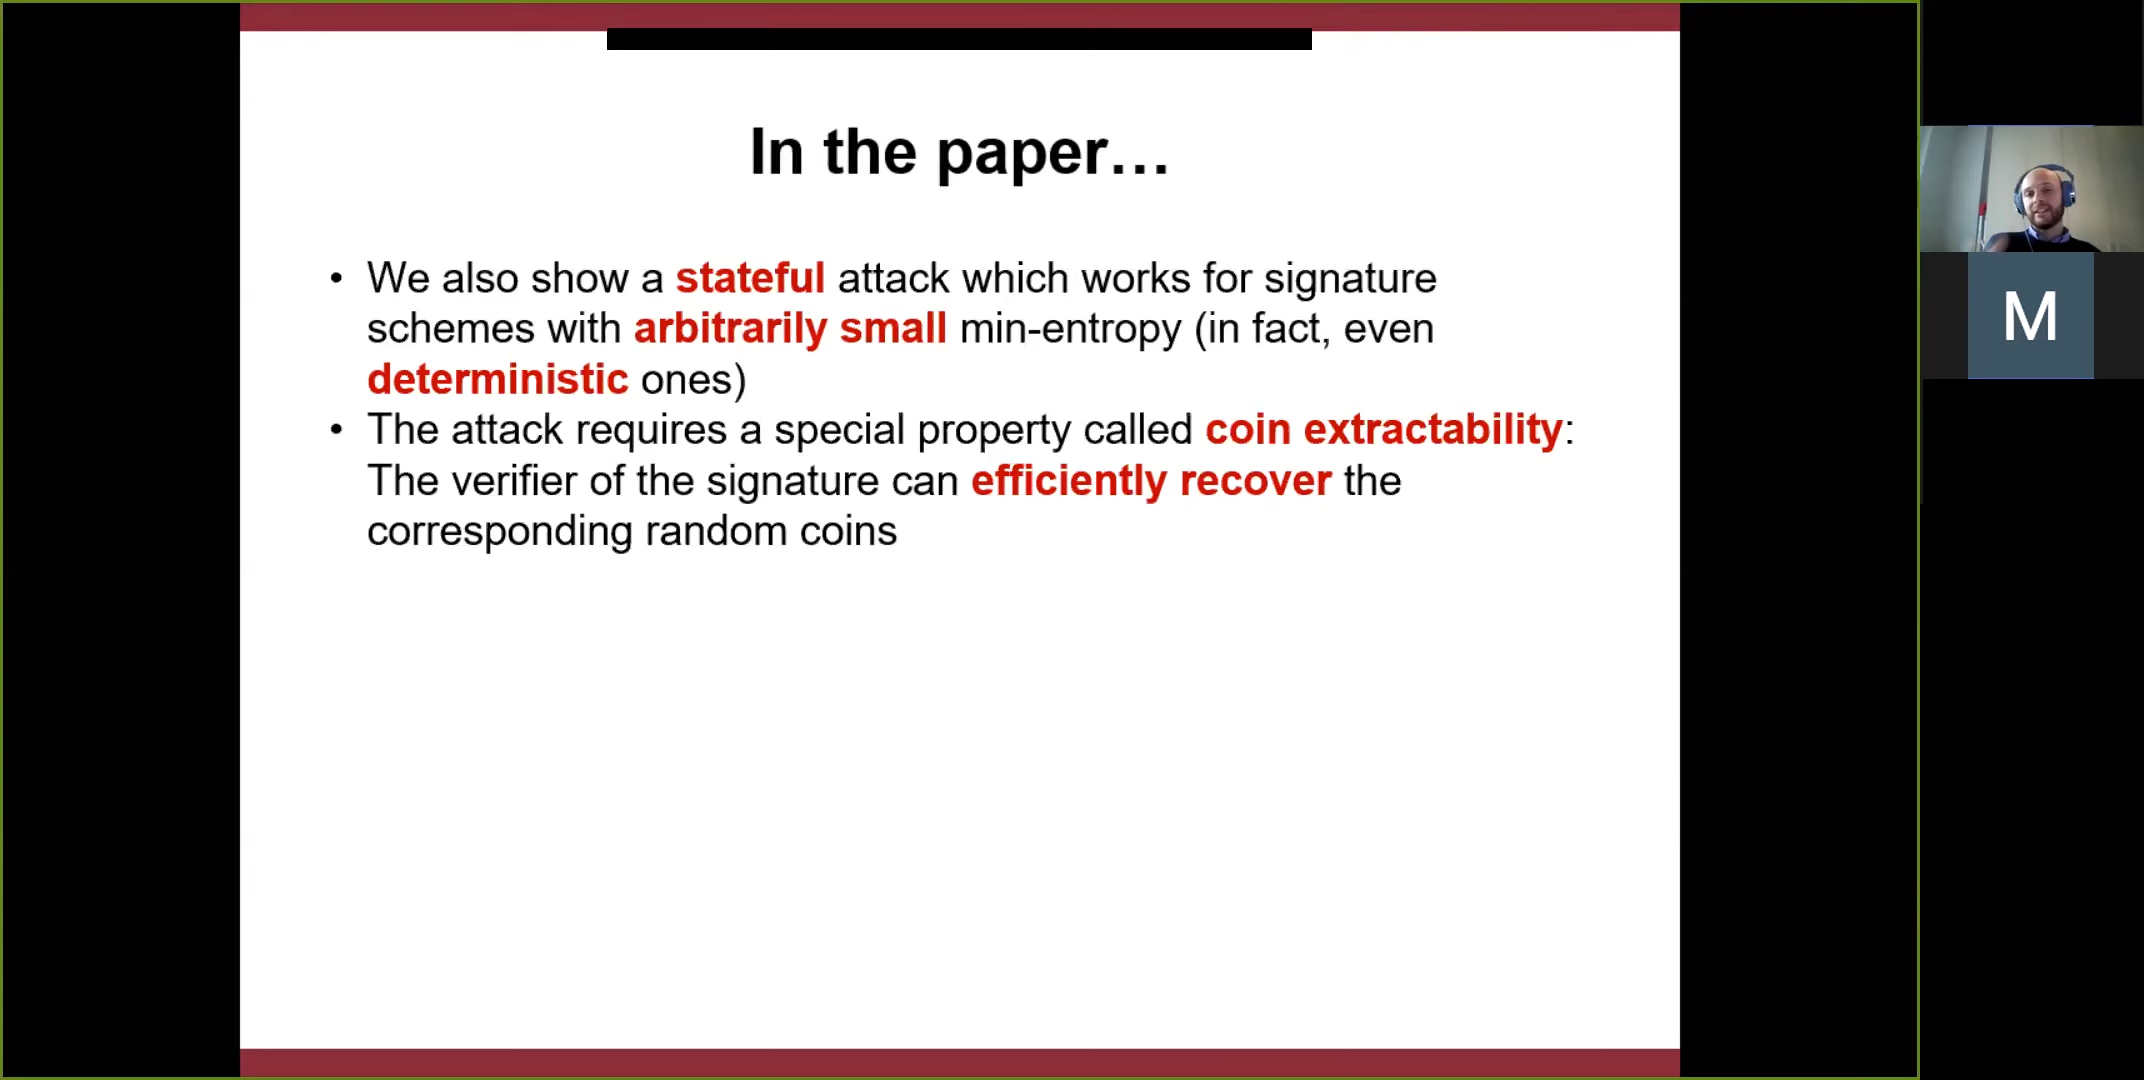 In the paper…
• We also show a stateful attack which works for signature
schemes with arbitrarily small min-entropy (in fact, even
deterministic ones)
• The attack requires a special property called coin extractability:
The verifier of the signature can efficiently recover the
corresponding random coins
M